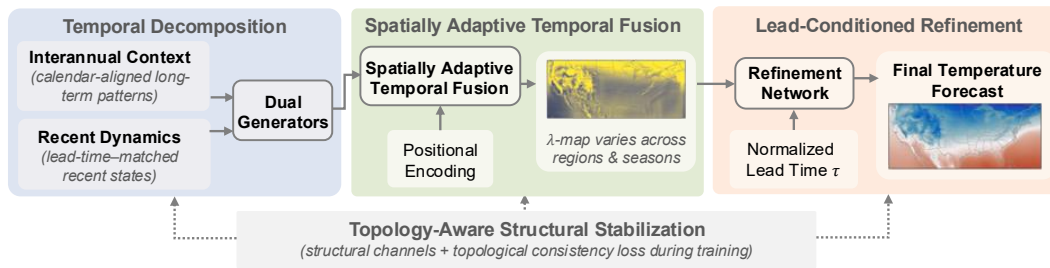 Temporal Decomposition
Interannual Context
(calendar-aligned long-
term patterns)
Recent Dynamics
(lead-time–matched
recent states)
Dual
Generators
Spatially Adaptive Temporal Fusion
Spatially Adaptive
Temporal Fusion
Positional
Encoding
λ-map varies across
regions & seasons
Lead-Conditioned Refinement
Refinement
Network
Normalized
Lead Time τ
Final Temperature
Forecast
Topology-Aware Structural Stabilization
(structural channels + topological consistency loss during training)